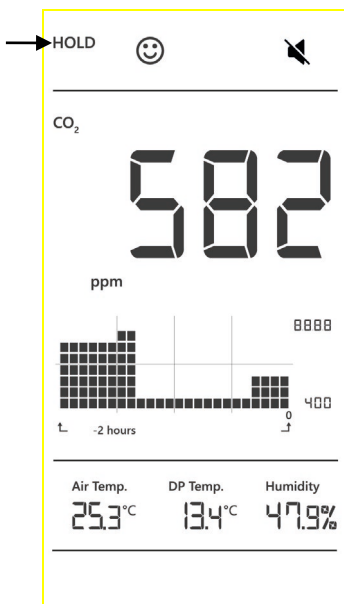 HOLD
CO₂
582
ppm
8888
400
0
-2 hours
Air Temp. DP Temp. Humidity
25.3°C 13.4°C 47.9%